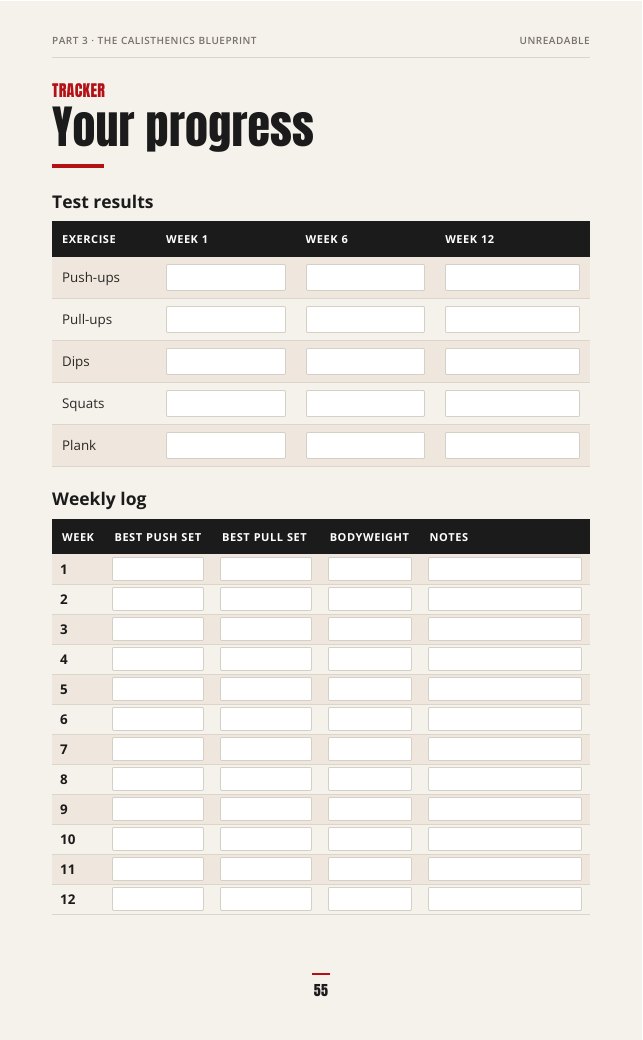 PART 3 · THE CALISTHENICS BLUEPRINT UNREADABLE
TRACKER
Your progress
Test results
EXERCISE WEEK 1 WEEK 6 WEEK 12
Push-ups
Pull-ups
Dips
Squats
Plank
Weekly log
WEEK BEST PUSH SET BEST PULL SET BODYWEIGHT NOTES
1
2
3
4
5
6
7
8
9
10
11
12
55